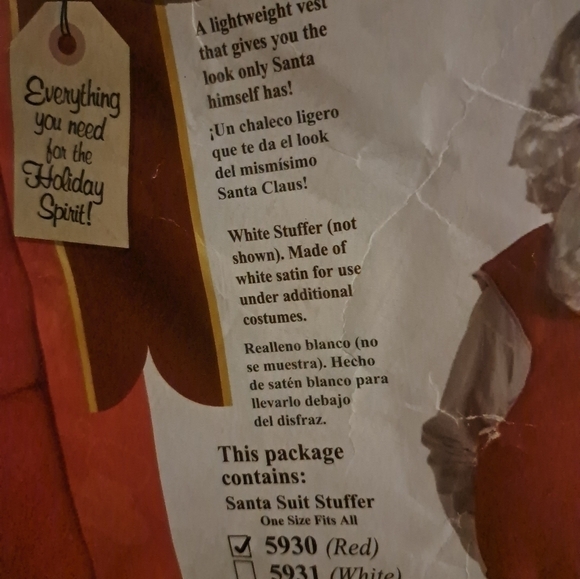 Everything
you need
for the
Holiday
Spirit!
A lightweight vest
that gives you the
look only Santa
himself has!
¡Un chaleco ligero
que te da el look
del mismísimo
Santa Claus!
White Stuffer (not
shown). Made of
white satin for use
under additional
costumes.
Realleno blanco (no
se muestra). Hecho
de satén blanco para
llevarlo debajo
del disfraz.
This package
contains:
Santa Suit Stuffer
One Size Fits All
5930 (Red)
5931 (White)